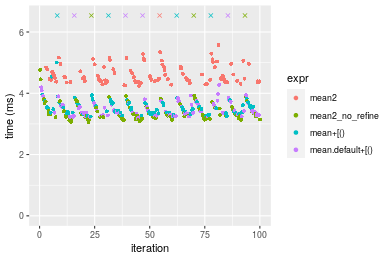 time (ms)
6
4
2
0
0
25
50
75
100
iteration
expr
mean2
mean2_no_refine
mean+[()
mean.default+[()